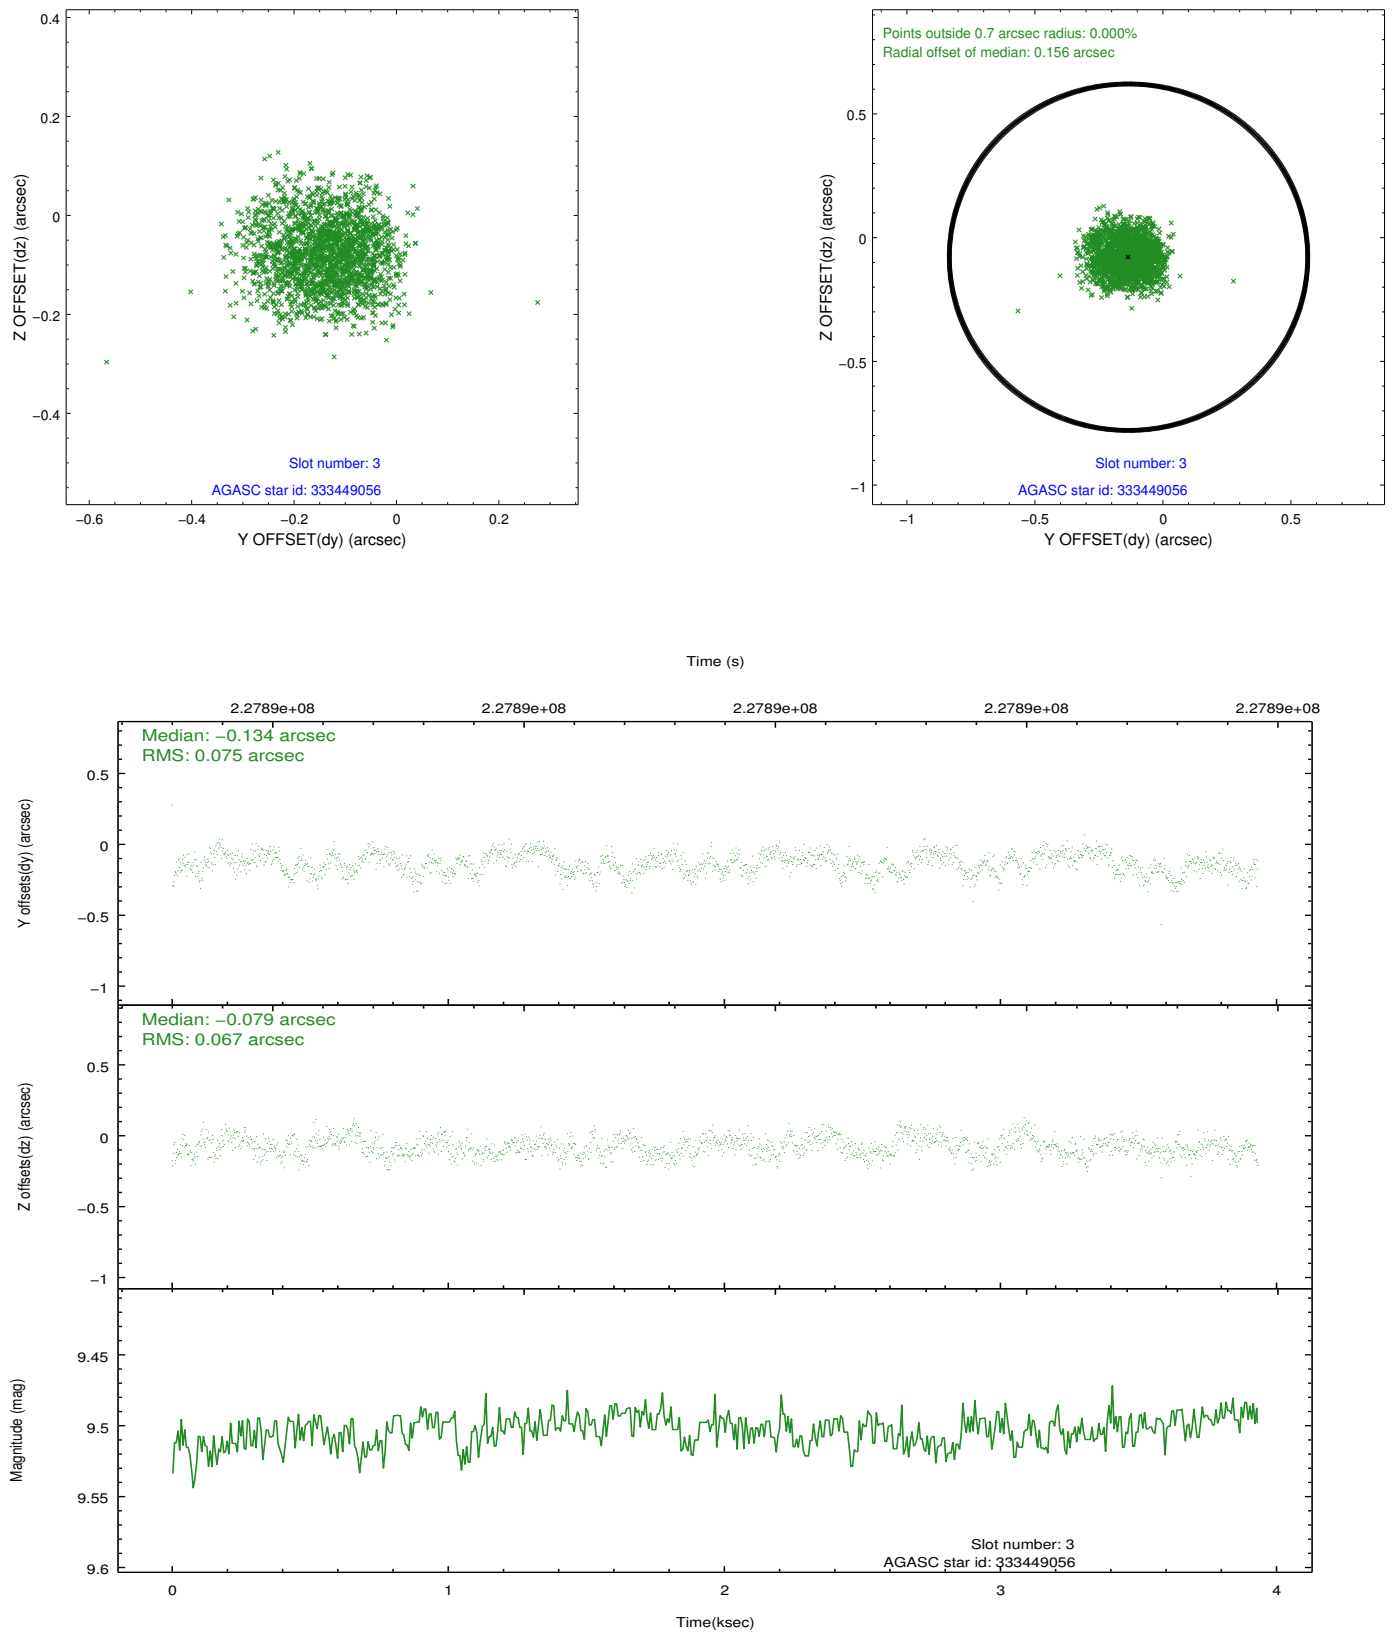 0.4
0.2
0
−0.2
−0.4
Z OFFSET(dz) (arcsec)
Slot number: 3
AGASC star id: 333449056
−0.6 −0.4 −0.2 0 0.2
Y OFFSET(dy) (arcsec)
Points outside 0.7 arcsec radius: 0.000%
Radial offset of median: 0.156 arcsec
0.5
0
−0.5
−1
Z OFFSET(dz) (arcsec)
Slot number: 3
AGASC star id: 333449056
−1 −0.5 0 0.5
Y OFFSET(dy) (arcsec)
Time (s)
2.2789e+08 2.2789e+08 2.2789e+08 2.2789e+08 2.2789e+08
Median: −0.134 arcsec
RMS: 0.075 arcsec
0.5
0
−0.5
−1
Y offsets(dy) (arcsec)
Median: −0.079 arcsec
RMS: 0.067 arcsec
0.5
0
−0.5
−1
Z offsets(dz) (arcsec)
9.45
9.5
9.55
9.6
Magnitude (mag)
Slot number: 3
AGASC star id: 333449056
0 1 2 3 4
Time(ksec)